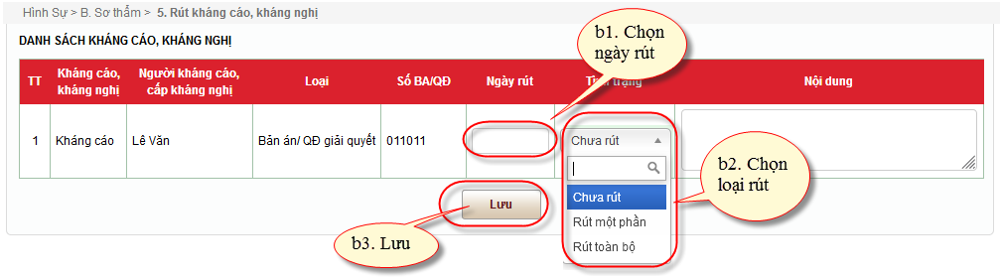 Hình Sự > B. Sơ thẩm > 5. Rút kháng cáo, kháng nghị
DANH SÁCH KHÁNG CÁO, KHÁNG NGHỊ
b1. Chọn
ngày rút
TT
Kháng cáo,
kháng nghị
Người kháng cáo,
cấp kháng nghị
Loại
Số BA/QĐ
Ngày rút
trạng
Nội dung
1
Kháng cáo
Lê Văn
Bản án/ QĐ giải quyết
011011
Chưa rút
Chưa rút
Rút một phần
Rút toàn bộ
b2. Chọn
loại rút
Lưu
b3. Lưu